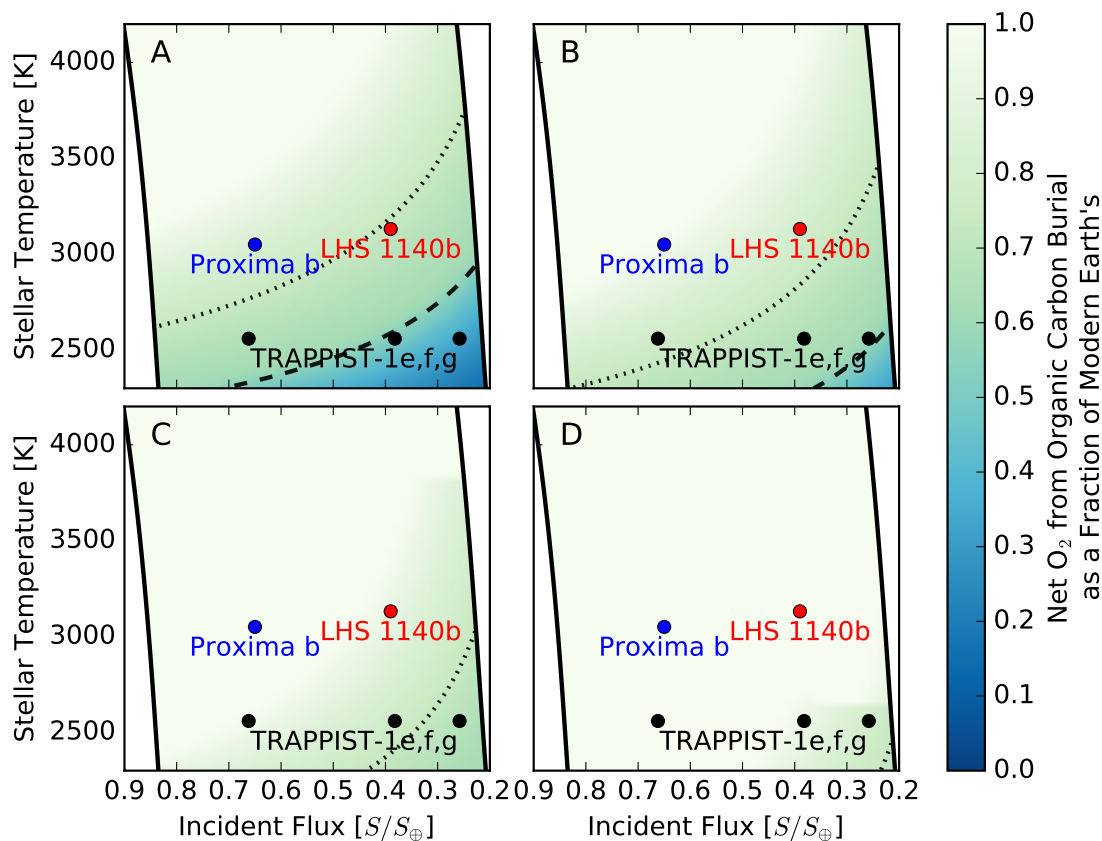 A
B
4000
3500
3000
2500
Stellar Temperature [K]
Proxima b
LHS 1140b
TRAPPIST-1e,f,g
Proxima b
LHS 1140b
TRAPPIST-1e,f,g
C
D
4000
3500
3000
2500
Stellar Temperature [K]
Proxima b
LHS 1140b
TRAPPIST-1e,f,g
Proxima b
LHS 1140b
TRAPPIST-1e,f,g
0.9 0.8 0.7 0.6 0.5 0.4 0.3 0.2
0.9 0.8 0.7 0.6 0.5 0.4 0.3 0.2
Incident Flux [S/S⊕]
Incident Flux [S/S⊕]
1.0
0.9
0.8
0.7
0.6
0.5
0.4
0.3
0.2
0.1
0.0
Net O₂ from Organic Carbon Burial
as a Fraction of Modern Earth's